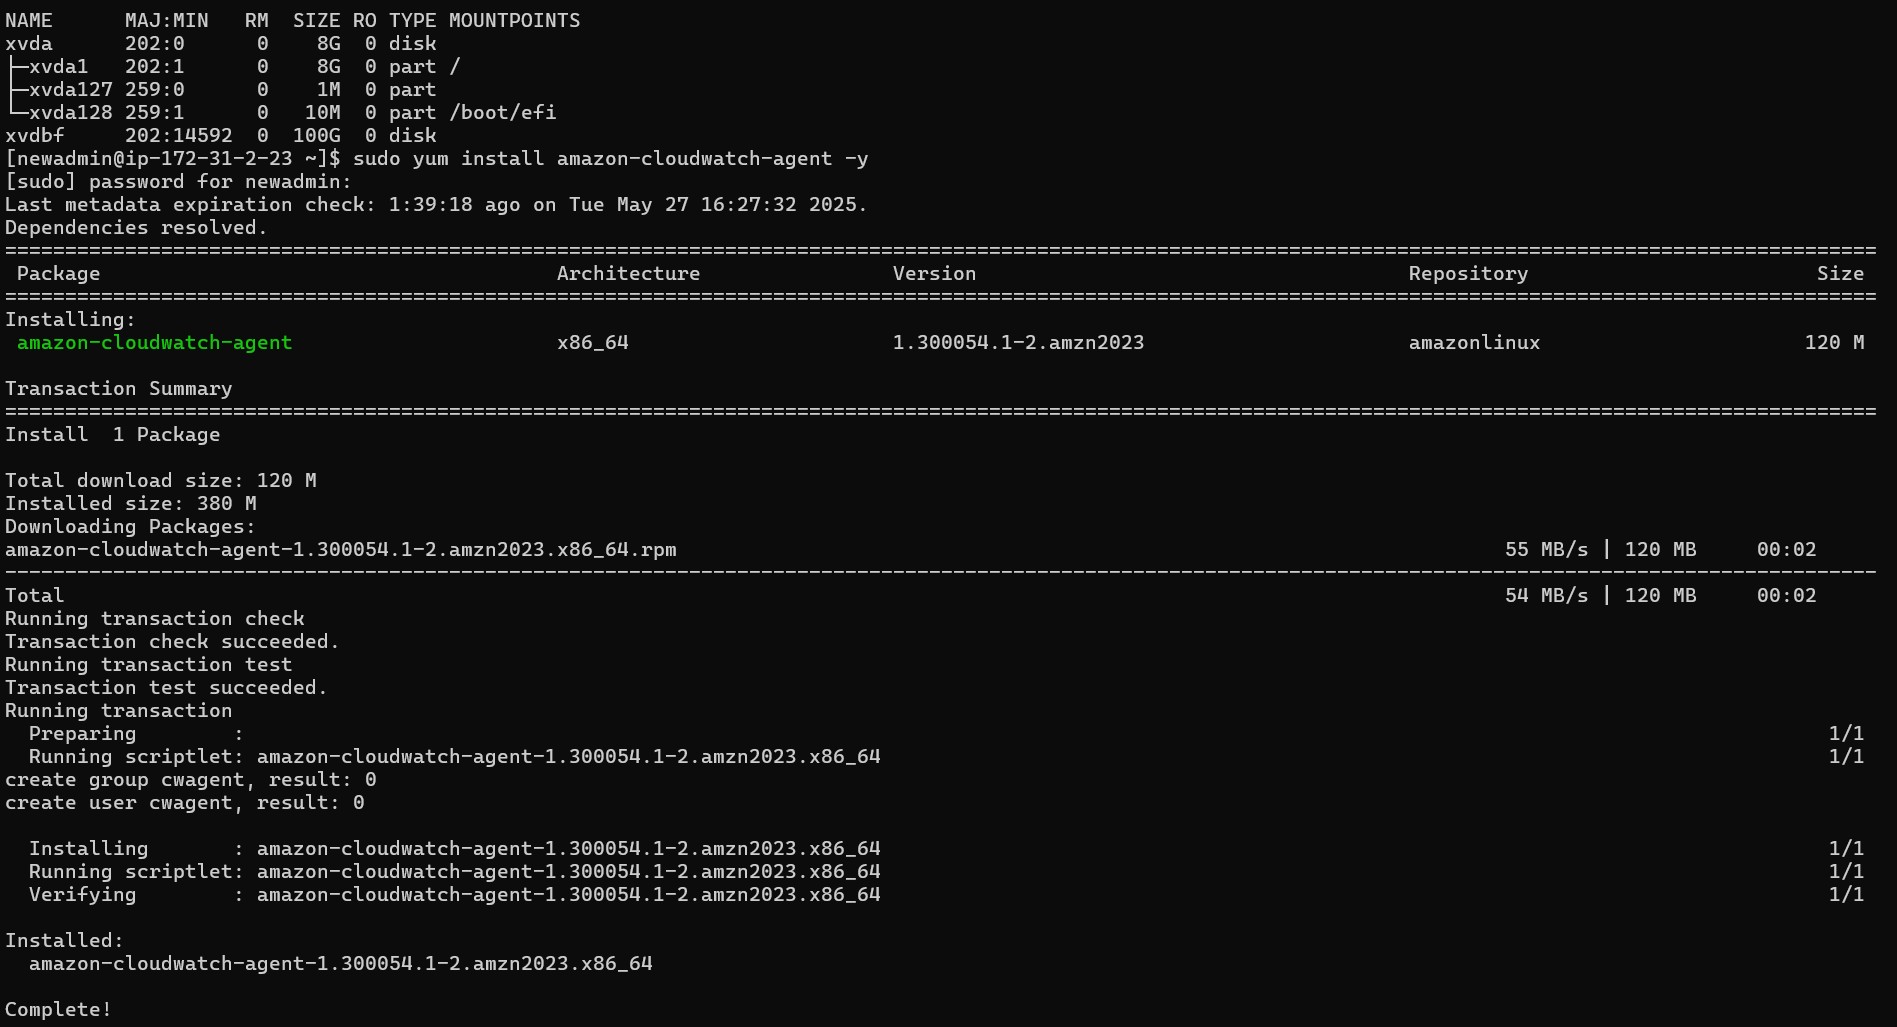 NAME      MAJ:MIN   RM  SIZE RO TYPE MOUNTPOINTS
xvda      202:0      0    8G  0 disk
├─xvda1   202:1      0    8G  0 part /
├─xvda127 259:0      0    1M  0 part
└─xvda128 259:1      0   10M  0 part /boot/efi
xvdbf     202:14592  0  100G  0 disk
[newadmin@ip-172-31-2-23 ~]$ sudo yum install amazon-cloudwatch-agent -y
[sudo] password for newadmin:
Last metadata expiration check: 1:39:18 ago on Tue May 27 16:27:32 2025.
Dependencies resolved.
Package Architecture Version Repository Size
Installing:
amazon-cloudwatch-agent x86_64 1.300054.1-2.amzn2023 amazonlinux 120 M
Transaction Summary
Install  1 Package
Total download size: 120 M
Installed size: 380 M
Downloading Packages:
amazon-cloudwatch-agent-1.300054.1-2.amzn2023.x86_64.rpm 55 MB/s | 120 MB 00:02
Total 54 MB/s | 120 MB 00:02
Running transaction check
Transaction check succeeded.
Running transaction test
Transaction test succeeded.
Running transaction
Preparing        : 1/1
Running scriptlet: amazon-cloudwatch-agent-1.300054.1-2.amzn2023.x86_64 1/1
create group cwagent, result: 0
create user cwagent, result: 0
Installing       : amazon-cloudwatch-agent-1.300054.1-2.amzn2023.x86_64 1/1
Running scriptlet: amazon-cloudwatch-agent-1.300054.1-2.amzn2023.x86_64 1/1
Verifying        : amazon-cloudwatch-agent-1.300054.1-2.amzn2023.x86_64 1/1
Installed:
amazon-cloudwatch-agent-1.300054.1-2.amzn2023.x86_64
Complete!